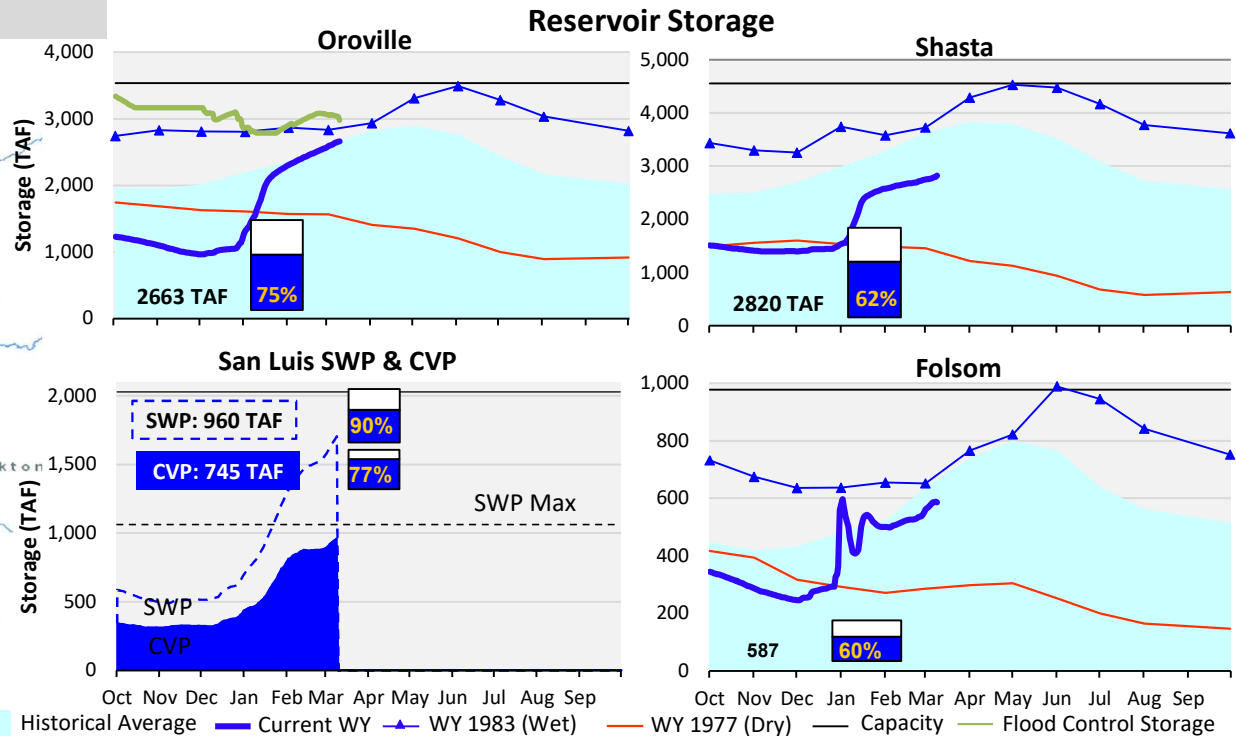 Reservoir Storage
Oroville
Storage (TAF)
4,000
3,000
2,000
1,000
0
2663 TAF
75%
Shasta
5,000
4,000
3,000
2,000
1,000
0
2820 TAF
62%
San Luis SWP & CVP
Storage (TAF)
2,000
1,500
1,000
500
0
SWP: 960 TAF
90%
CVP: 745 TAF
77%
SWP Max
SWP
CVP
Oct Nov Dec Jan Feb Mar Apr May Jun Jul Aug Sep
Folsom
1,000
800
600
400
200
0
587
60%
Oct Nov Dec Jan Feb Mar Apr May Jun Jul Aug Sep
kton
Historical Average Current WY WY 1983 (Wet) WY 1977 (Dry) Capacity Flood Control Storage